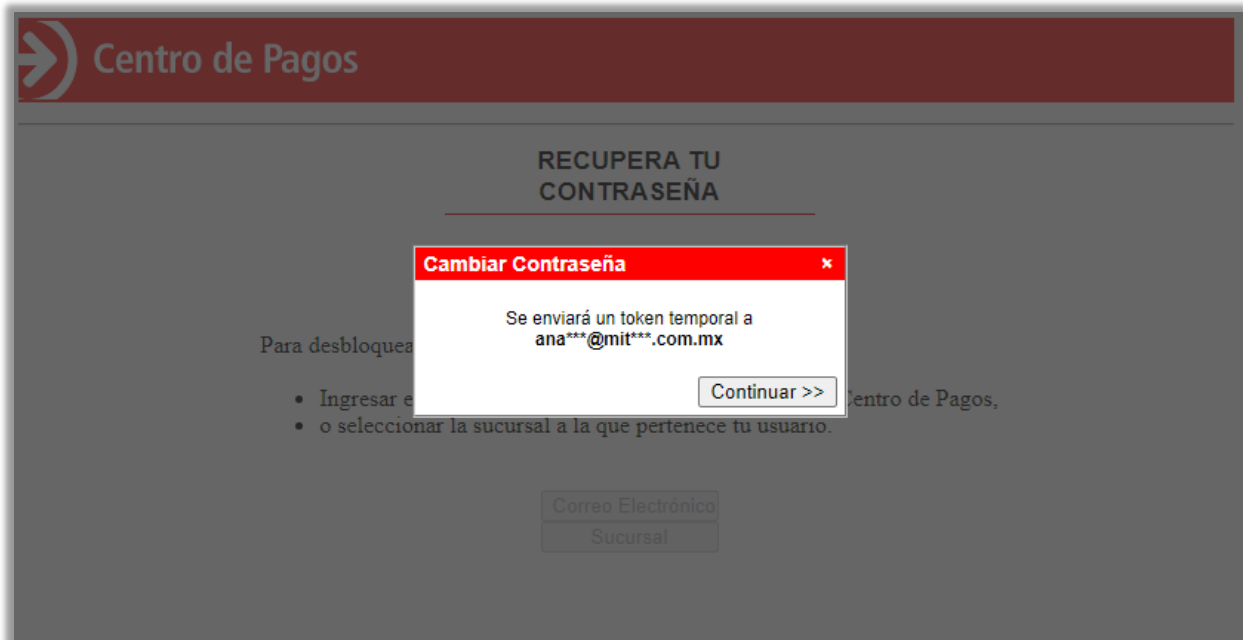 Centro de Pagos
RECUPERA TU
CONTRASEÑA
Cambiar Contraseña
Se enviará un token temporal a
ana***@mit***.com.mx
Continuar >>
Para desbloquea
• Ingresar e
entro de Pagos,
• o seleccionar la sucursal a la que pertenece tu usuario.
Correo Electrónico
Sucursal